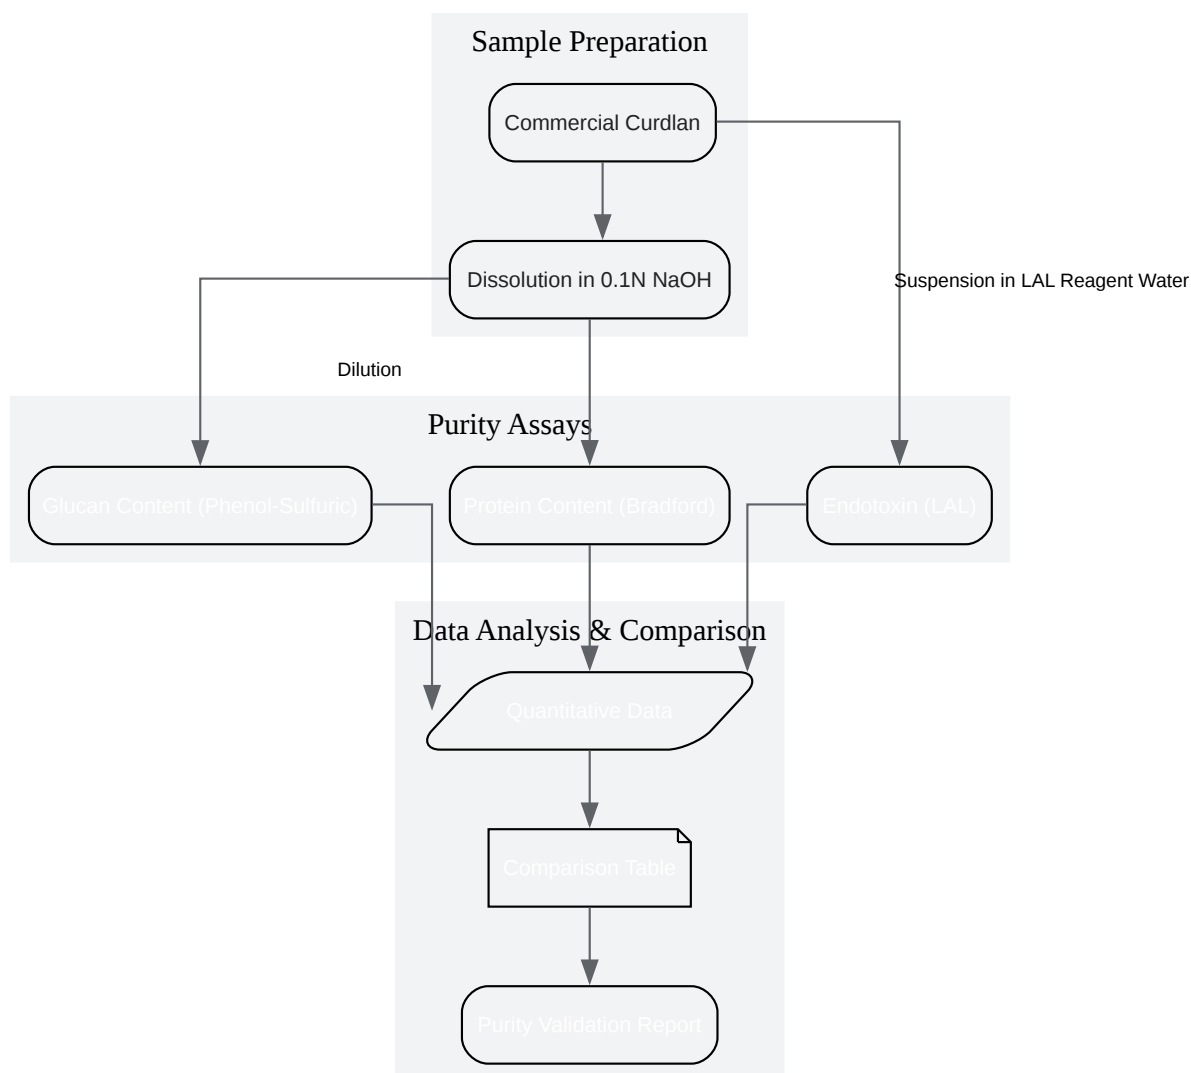 Sample Preparation
Commercial Curdlan
Dissolution in 0.1N NaOH
Suspension in LAL Reagent Water
Dilution
Purity Assays
Glucan Content (Phenol-Sulfuric)
Protein Content (Bradford)
Endotoxin (LAL)
Data Analysis & Comparison
Quantitative Data
Comparison Table
Purity Validation Report